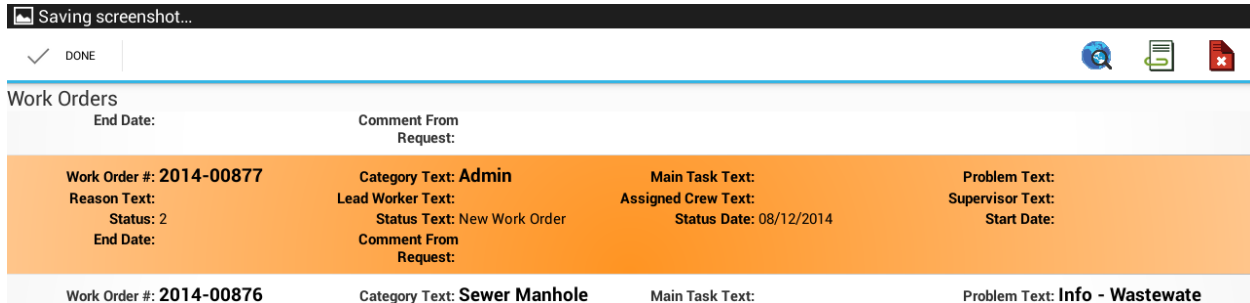 Saving screenshot...
DONE
Work Orders
End Date: Comment From
Request:
Work Order #: 2014-00877 Category Text: Admin Main Task Text: Problem Text:
Reason Text: Lead Worker Text: Assigned Crew Text: Supervisor Text:
Status: 2 Status Text: New Work Order Status Date: 08/12/2014 Start Date:
End Date: Comment From
Request:
Work Order #: 2014-00876 Category Text: Sewer Manhole Main Task Text: Problem Text: Info - Wastewate